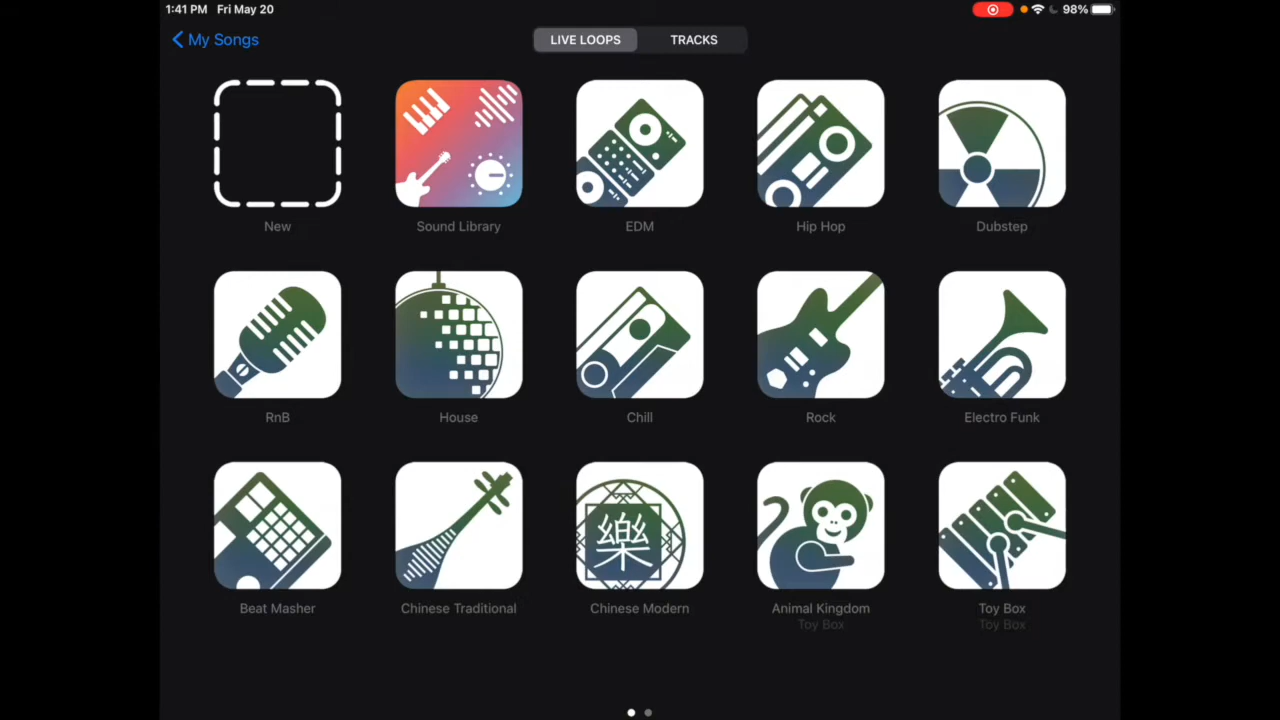 1:41 PM Fri May 20
98%
My Songs
LIVE LOOPS
TRACKS
New
Sound Library
EDM
Hip Hop
Dubstep
RnB
House
Chill
Rock
Electro Funk
樂
Beat Masher
Chinese Traditional
Chinese Modern
Animal Kingdom
Toy Box
Toy Box
Toy Box